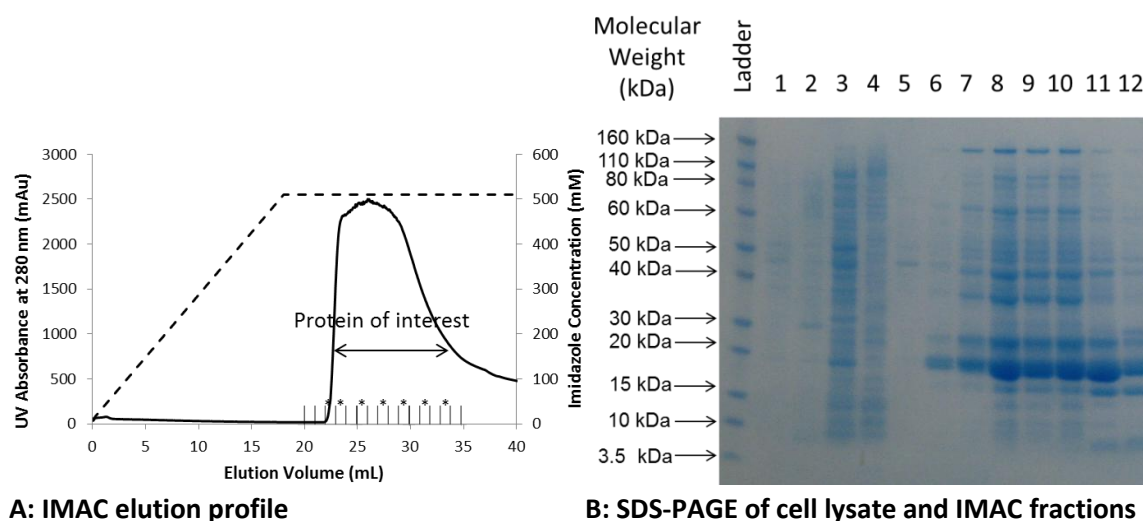 3000
2500
2000
1500
1000
500
0
UV Absorbance at 280 nm (mAu)
600
500
400
300
200
100
0
Imidazole Concentration (mM)
Protein of interest
* * * * * * *
0 5 10 15 20 25 30 35 40
Elution Volume (mL)
A: IMAC elution profile
Molecular
Weight
(kDa)
Ladder
1 2 3 4 5 6 7 8 9 10 11 12
160 kDa
110 kDa
80 kDa
60 kDa
50 kDa
40 kDa
30 kDa
20 kDa
15 kDa
10 kDa
3.5 kDa
B: SDS-PAGE of cell lysate and IMAC fractions